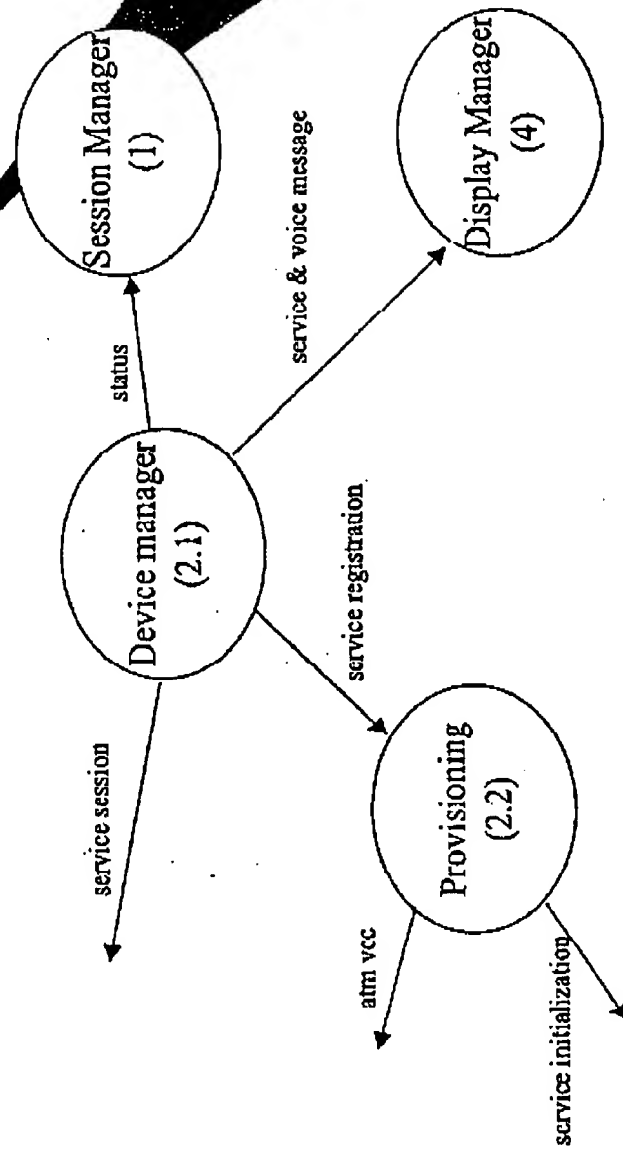 service session
Device manager
(2.1)
status
Session Manager
(1)
service & voice message
service registration
atm vcc
Provisioning
(2.2)
service initialization
Display Manager
(4)